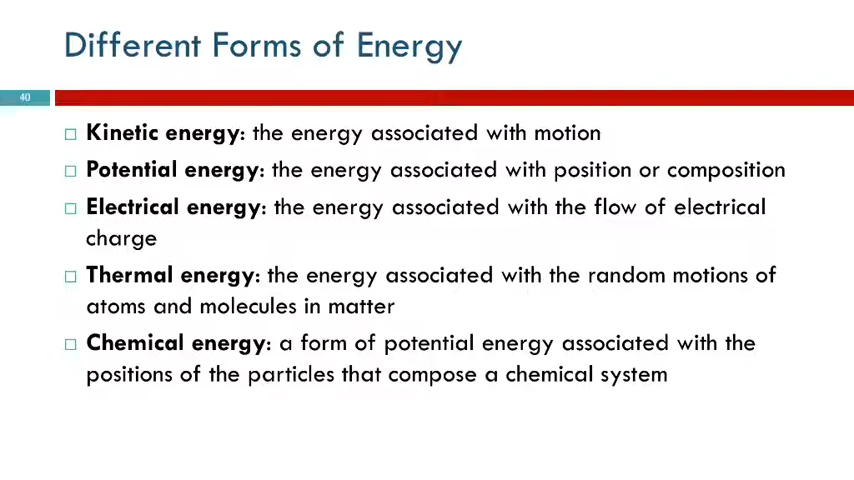 Different Forms of Energy
40
Kinetic energy: the energy associated with motion
Potential energy: the energy associated with position or composition
Electrical energy: the energy associated with the flow of electrical
charge
Thermal energy: the energy associated with the random motions of
atoms and molecules in matter
Chemical energy: a form of potential energy associated with the
positions of the particles that compose a chemical system